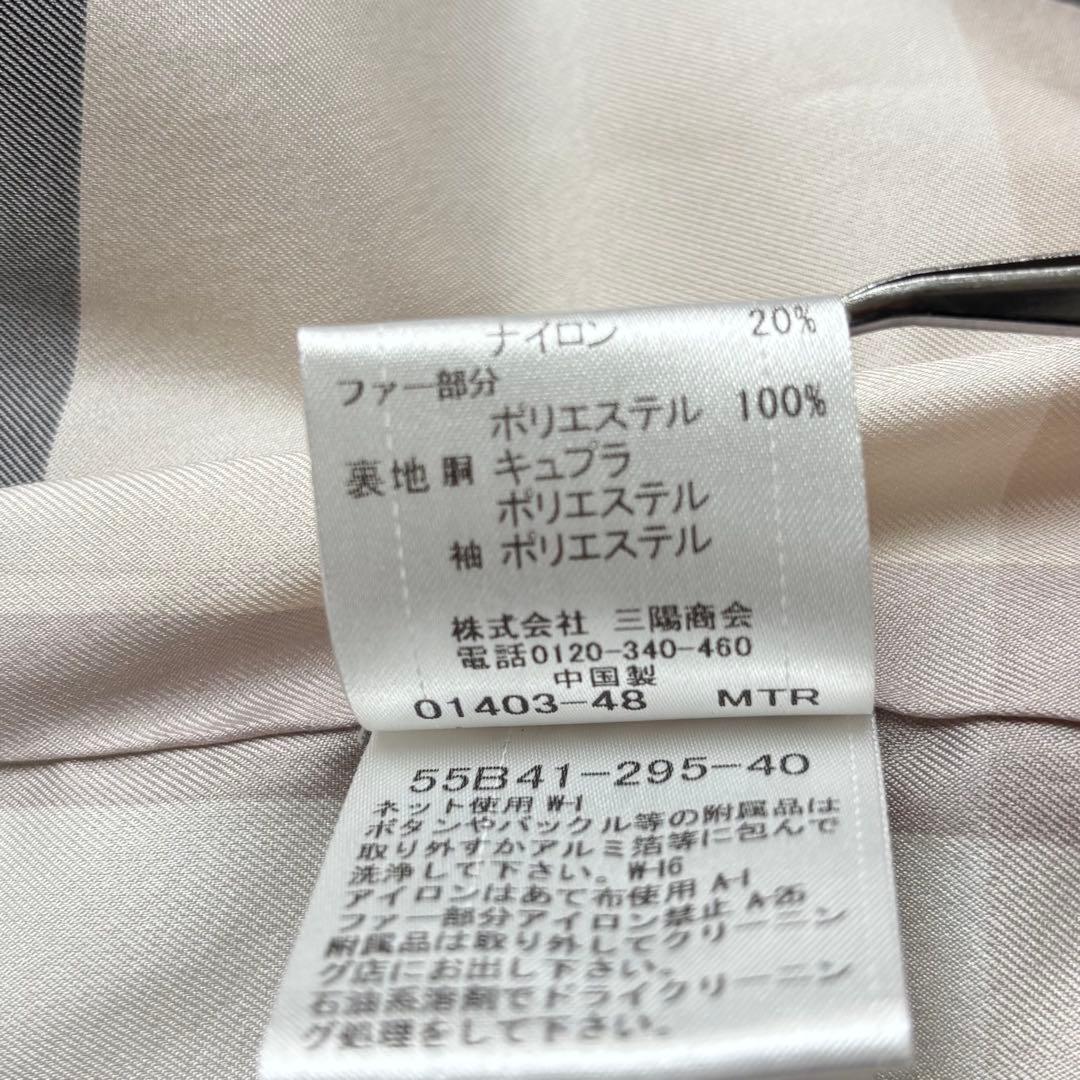 ナイロン 20%
ファー部分
ポリエステル 100%
裏地 胴 キュプラ
ポリエステル
袖 ポリエステル
株式会社 三陽商会
電話0120-340-460
中国製
01403-48 MTR
55B41-295-40
ネット使用 W-1
ボタンやバックル等の附属品は
取り外すかアルミ箔等に包んで
洗浄して下さい。W-16
アイロンはあて布使用 A-1
ファー部分アイロン禁止 A-25
附属品は取り外してクリーニン
グ店にお出し下さい。
石油系溶剤でドライクリーニン
グ処理をして下さい。